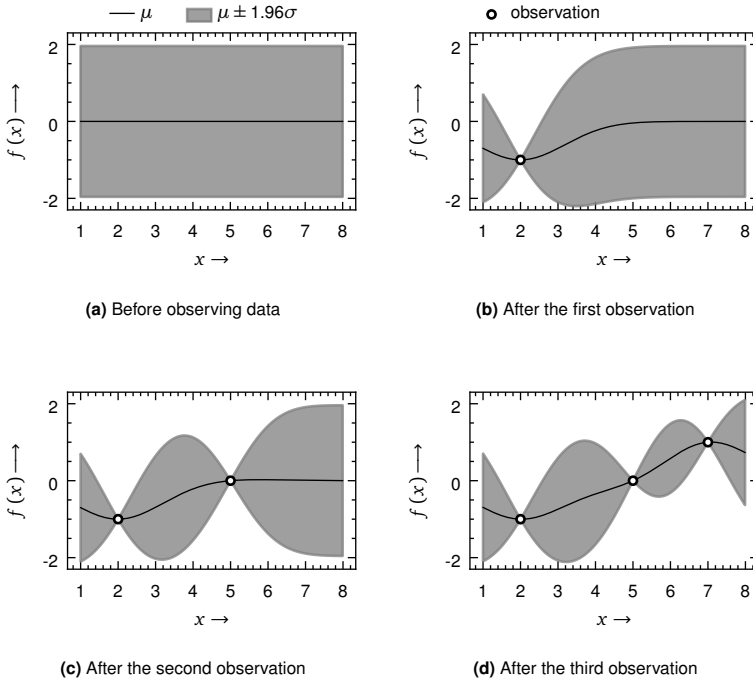 μ μ ± 1.96σ observation
2
0
-2
f (x) ⟶
1 2 3 4 5 6 7 8
x →
(a) Before observing data
2
0
-2
f (x) ⟶
1 2 3 4 5 6 7 8
x →
(b) After the first observation
2
0
-2
f (x) ⟶
1 2 3 4 5 6 7 8
x →
(c) After the second observation
2
0
-2
f (x) ⟶
1 2 3 4 5 6 7 8
x →
(d) After the third observation